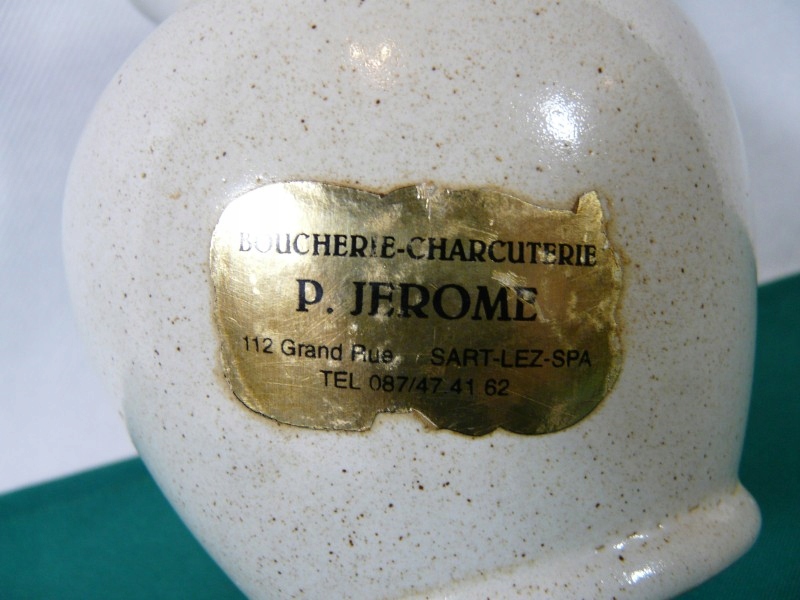 BOUCHERIE-CHARCUTERIE
P. JEROME
112 Grand Rue SART-LEZ-SPA
TEL 087/47 41 62